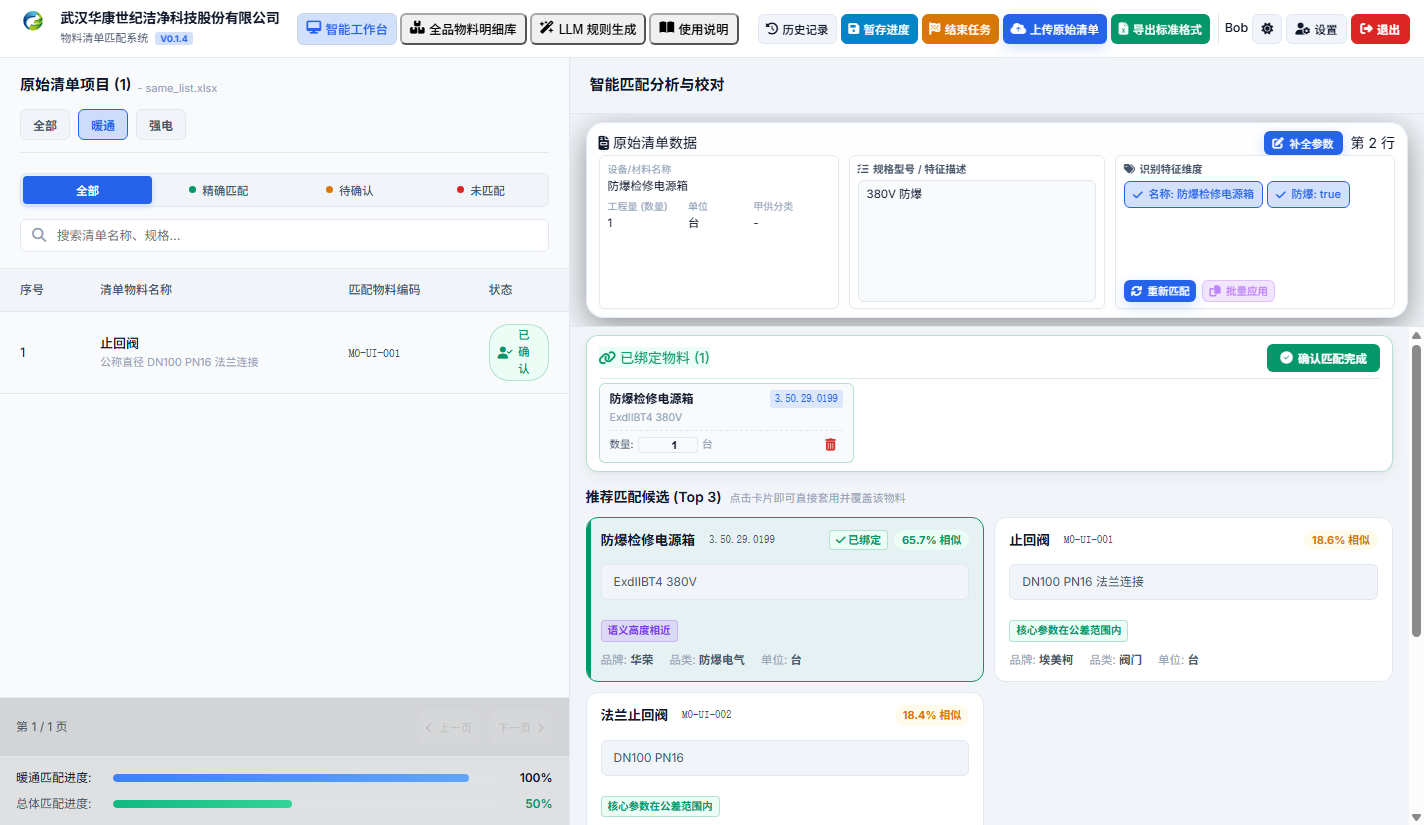 武汉华康世纪洁净科技股份有限公司
物料清单匹配系统 V0.1.4
智能工作台
全品物料明细库
LLM 规则生成
使用说明
历史记录
暂存进度
结束任务
上传原始清单
导出标准格式
Bob
设置
退出
原始清单项目 (1) - same_list.xlsx
全部 暖通 强电
全部 精确匹配 待确认 未匹配
搜索清单名称、规格...
序号 清单物料名称 匹配物料编码 状态
1
止回阀
公称直径 DN100 PN16 法兰连接
MO-UI-001
已
确
认
第 1 / 1 页
上一页 下一页
暖通匹配进度: 100%
总体匹配进度: 50%
智能匹配分析与校对
原始清单数据
补全参数 第 2 行
设备/材料名称
防爆检修电源箱
工程量 (数量) 单位 甲供分类
1 台 -
规格型号 / 特征描述
380V 防爆
识别特征维度
名称: 防爆检修电源箱 防爆: true
重新匹配 批量应用
已绑定物料 (1)
确认匹配完成
防爆检修电源箱 3.50.29.0199
ExdIIBT4 380V
数量: 1 台
推荐匹配候选 (Top 3) 点击卡片即可直接套用并覆盖该物料
防爆检修电源箱 3.50.29.0199 已绑定 65.7% 相似
ExdIIBT4 380V
语义高度相近
品牌: 华荣 品类: 防爆电气 单位: 台
止回阀 MO-UI-001 18.6% 相似
DN100 PN16 法兰连接
核心参数在公差范围内
品牌: 埃美柯 品类: 阀门 单位: 台
法兰止回阀 MO-UI-002 18.4% 相似
DN100 PN16
核心参数在公差范围内